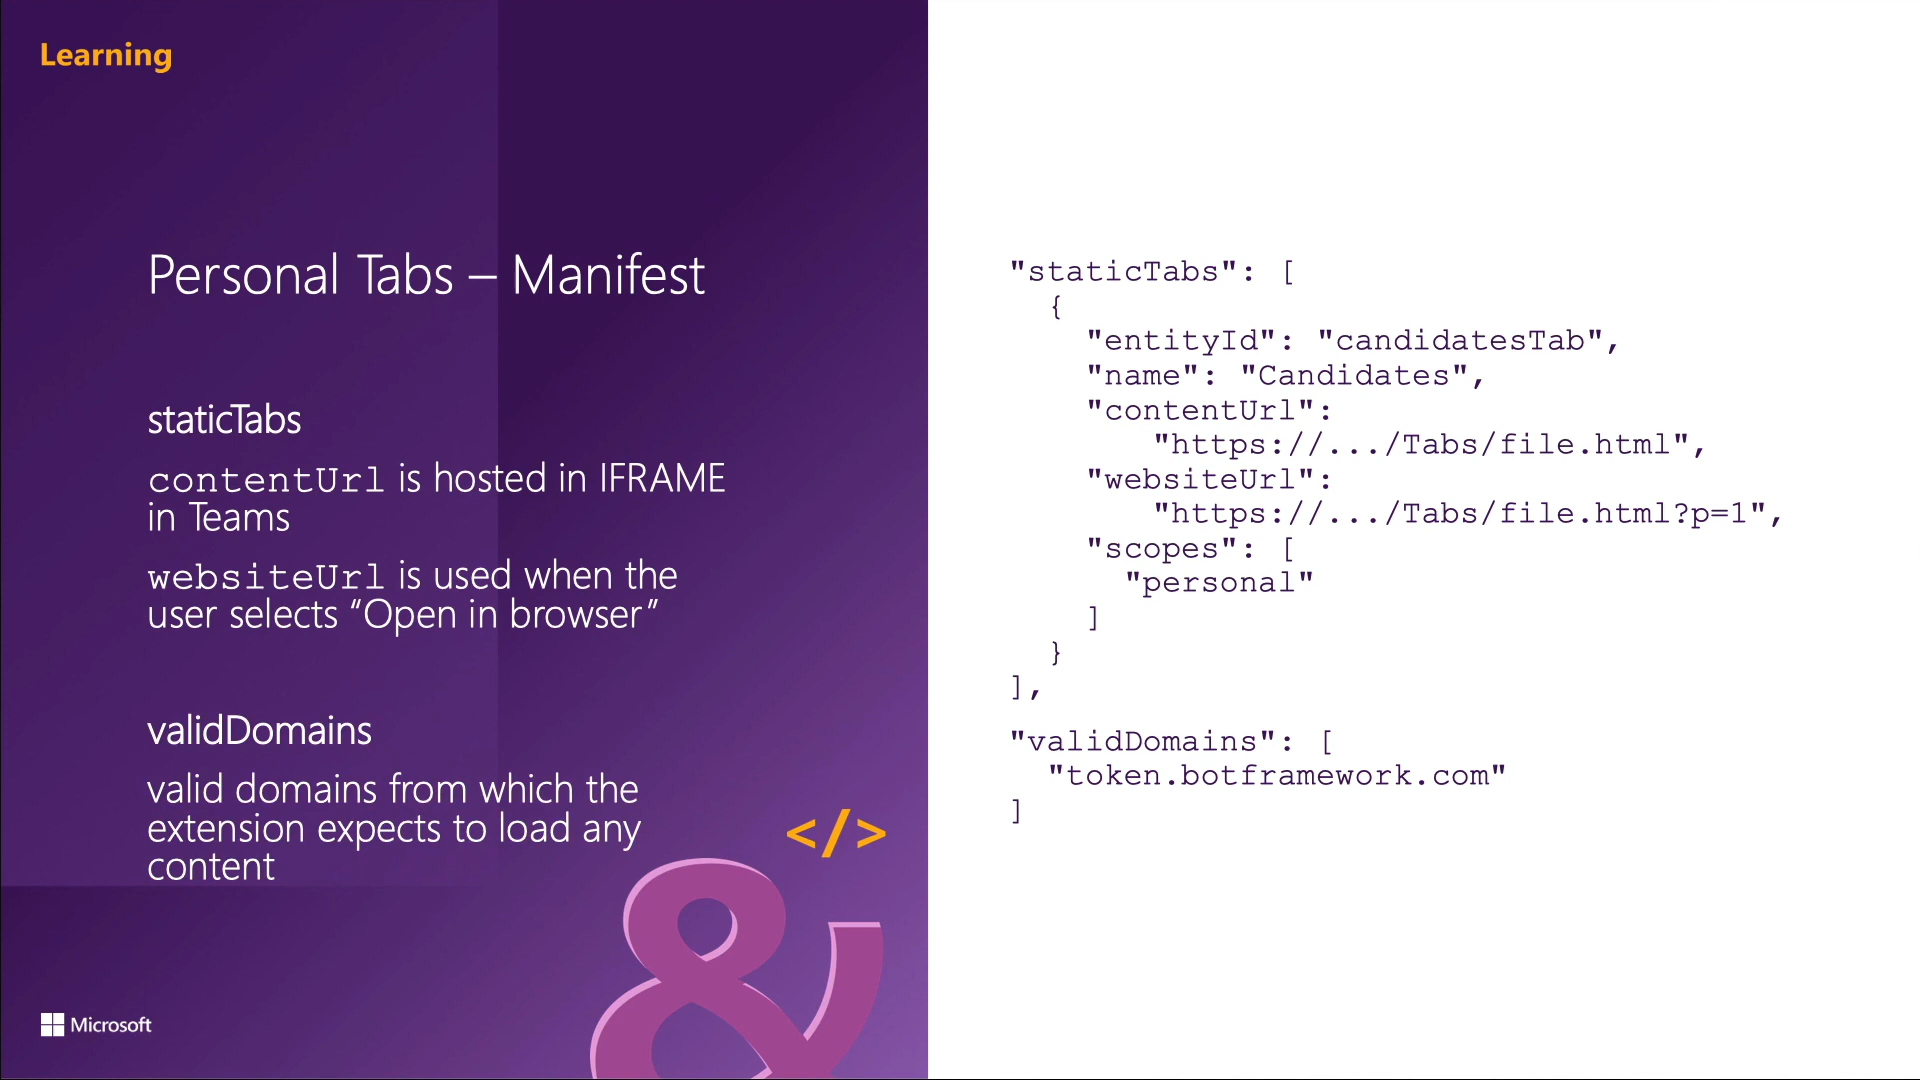 Learning
Personal Tabs – Manifest
staticTabs
contentUrl is hosted in IFRAME
in Teams
websiteUrl is used when the
user selects “Open in browser”
validDomains
valid domains from which the
extension expects to load any
content
</>
&
Microsoft
"staticTabs": [
{
"entityId": "candidatesTab",
"name": "Candidates",
"contentUrl":
"https://.../Tabs/file.html",
"websiteUrl":
"https://.../Tabs/file.html?p=1",
"scopes": [
"personal"
]
}
],
"validDomains": [
"token.botframework.com"
]